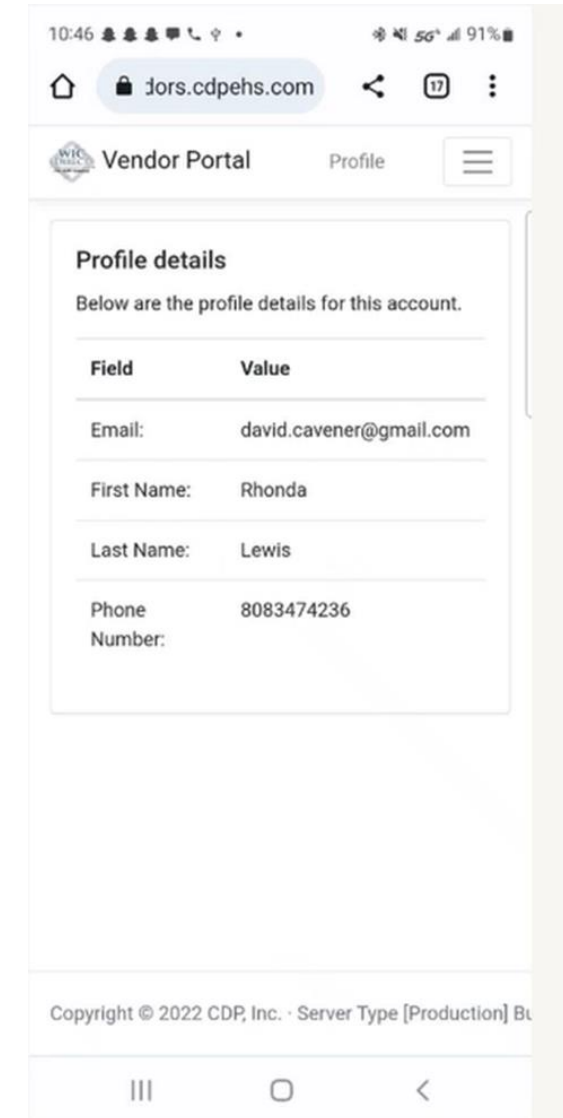 10:46
5G 91%
dors.cdpehs.com
17
WIC
Vendor Portal Profile
Profile details
Below are the profile details for this account.
Field Value
Email: david.cavener@gmail.com
First Name: Rhonda
Last Name: Lewis
Phone 8083474236
Number:
Copyright © 2022 CDP, Inc. · Server Type [Production] Bu